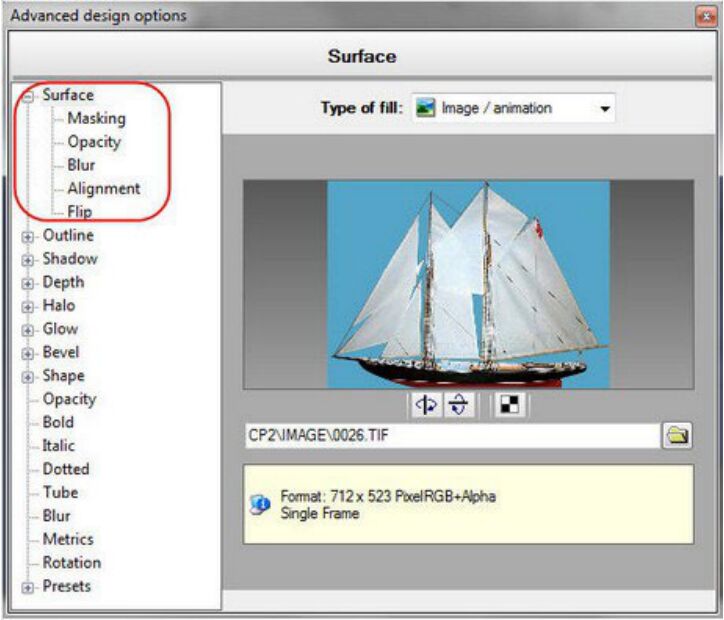 Advanced design options
Surface
Surface
Masking
Opacity
Blur
Alignment
Flip
Outline
Shadow
Depth
Halo
Glow
Bevel
Shape
Opacity
Bold
Italic
Dotted
Tube
Blur
Metrics
Rotation
Presets
Type of fill: Image / animation
CP2\IMAGE\0026.TIF
Format: 712 x 523 PixelRGB+Alpha
Single Frame